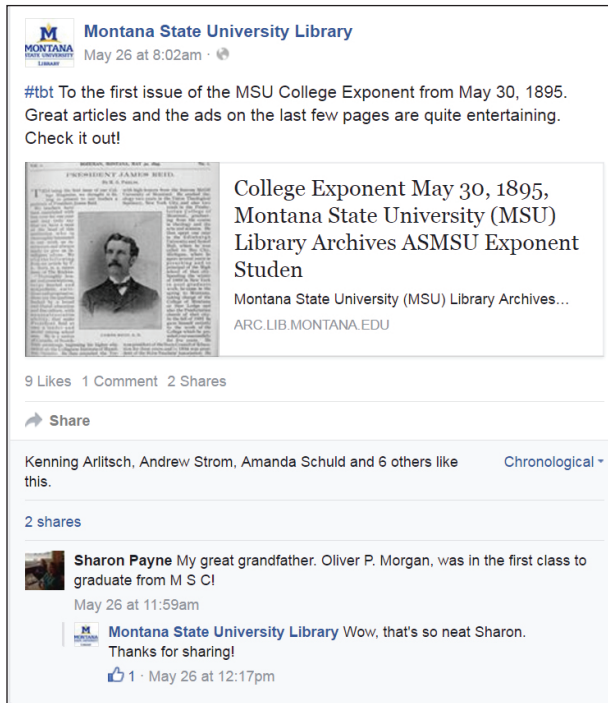 M
MONTANA
STATE UNIVERSITY
LIBRARY
Montana State University Library
May 26 at 8:02am ·
#tbt To the first issue of the MSU College Exponent from May 30, 1895.
Great articles and the ads on the last few pages are quite entertaining.
Check it out!
PRESIDENT JAMES REID.
College Exponent May 30, 1895,
Montana State University (MSU)
Library Archives ASMSU Exponent
Studen
Montana State University (MSU) Library Archives...
ARC.LIB.MONTANA.EDU
9 Likes 1 Comment 2 Shares
Share
Kenning Arlitsch, Andrew Strom, Amanda Schuld and 6 others like
this.
Chronological
2 shares
Sharon Payne My great grandfather. Oliver P. Morgan, was in the first class to
graduate from M S C!
May 26 at 11:59am
M
MONTANA
Montana State University Library Wow, that's so neat Sharon.
Thanks for sharing!
1 · May 26 at 12:17pm